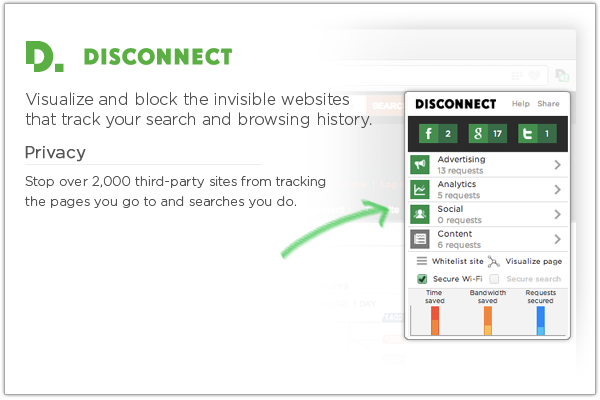 D. DISCONNECT
Visualize and block the invisible websites
that track your search and browsing history.
Privacy
Stop over 2,000 third-party sites from tracking
the pages you go to and searches you do.
SEARC
DISCONNECT Help Share
f 2 g 17 t 1
Advertising
13 requests
Analytics
5 requests
Social
0 requests
Content
6 requests
Whitelist site Visualize page
Secure Wi-Fi Secure search
Time Bandwidth Requests
saved saved secured
DAY